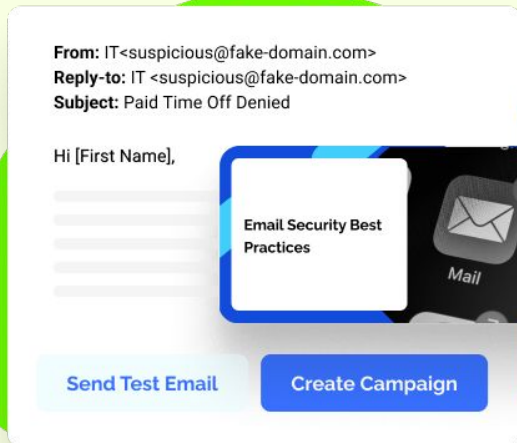 From: IT<suspicious@fake-domain.com>
Reply-to: IT <suspicious@fake-domain.com>
Subject: Paid Time Off Denied
Hi [First Name],
Email Security Best
Practices
Mail
Send Test Email
Create Campaign